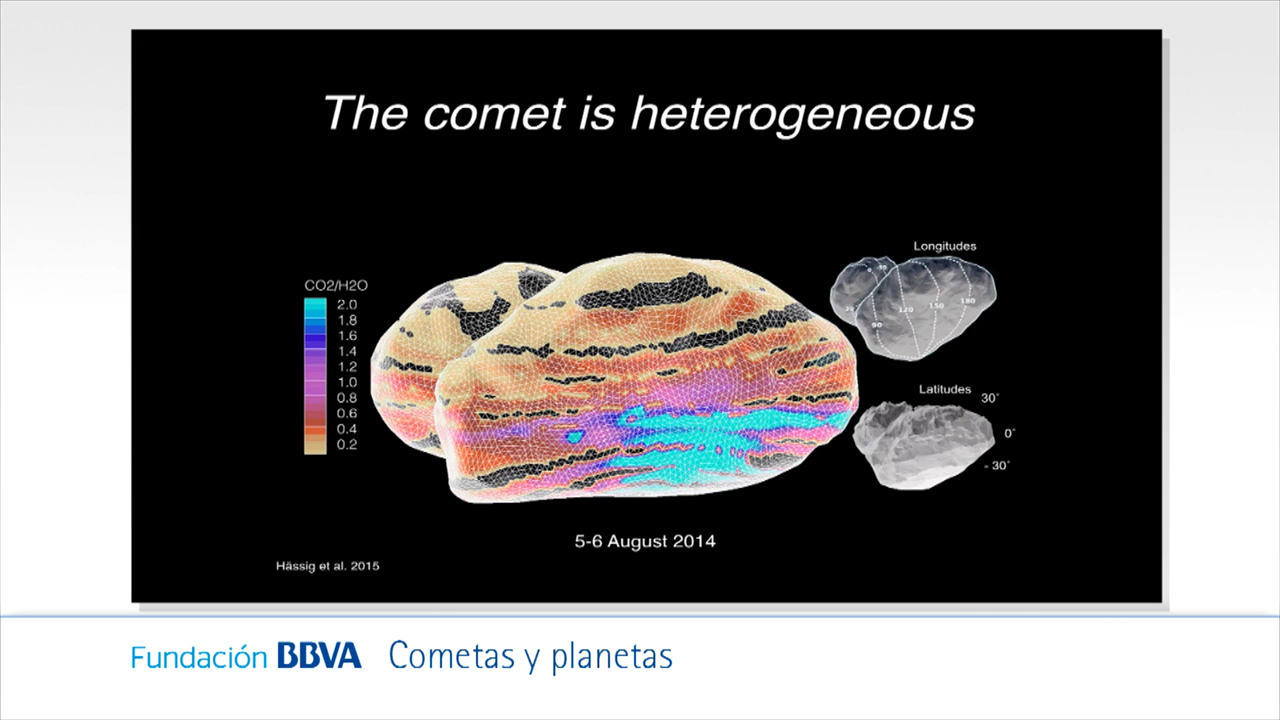 The comet is heterogeneous
CO2/H2O
2.0
1.8
1.6
1.4
1.2
1.0
0.8
0.6
0.4
0.2
Longitudes
0
90
120
150
180
Latitudes
30°
0°
- 30°
5-6 August 2014
Hässig et al. 2015
Fundación BBVA Cometas y planetas